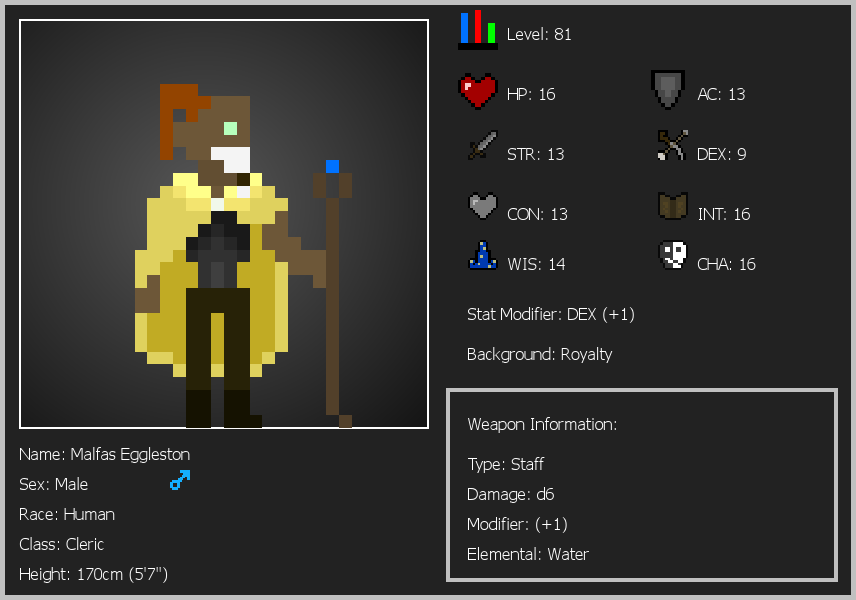 Level: 81
HP: 16
AC: 13
STR: 13
DEX: 9
CON: 13
INT: 16
WIS: 14
CHA: 16
Stat Modifier: DEX (+1)
Background: Royalty
Weapon Information:
Type: Staff
Damage: d6
Modifier: (+1)
Elemental: Water
Name: Malfas Eggleston
Sex: Male
Race: Human
Class: Cleric
Height: 170cm (5'7")